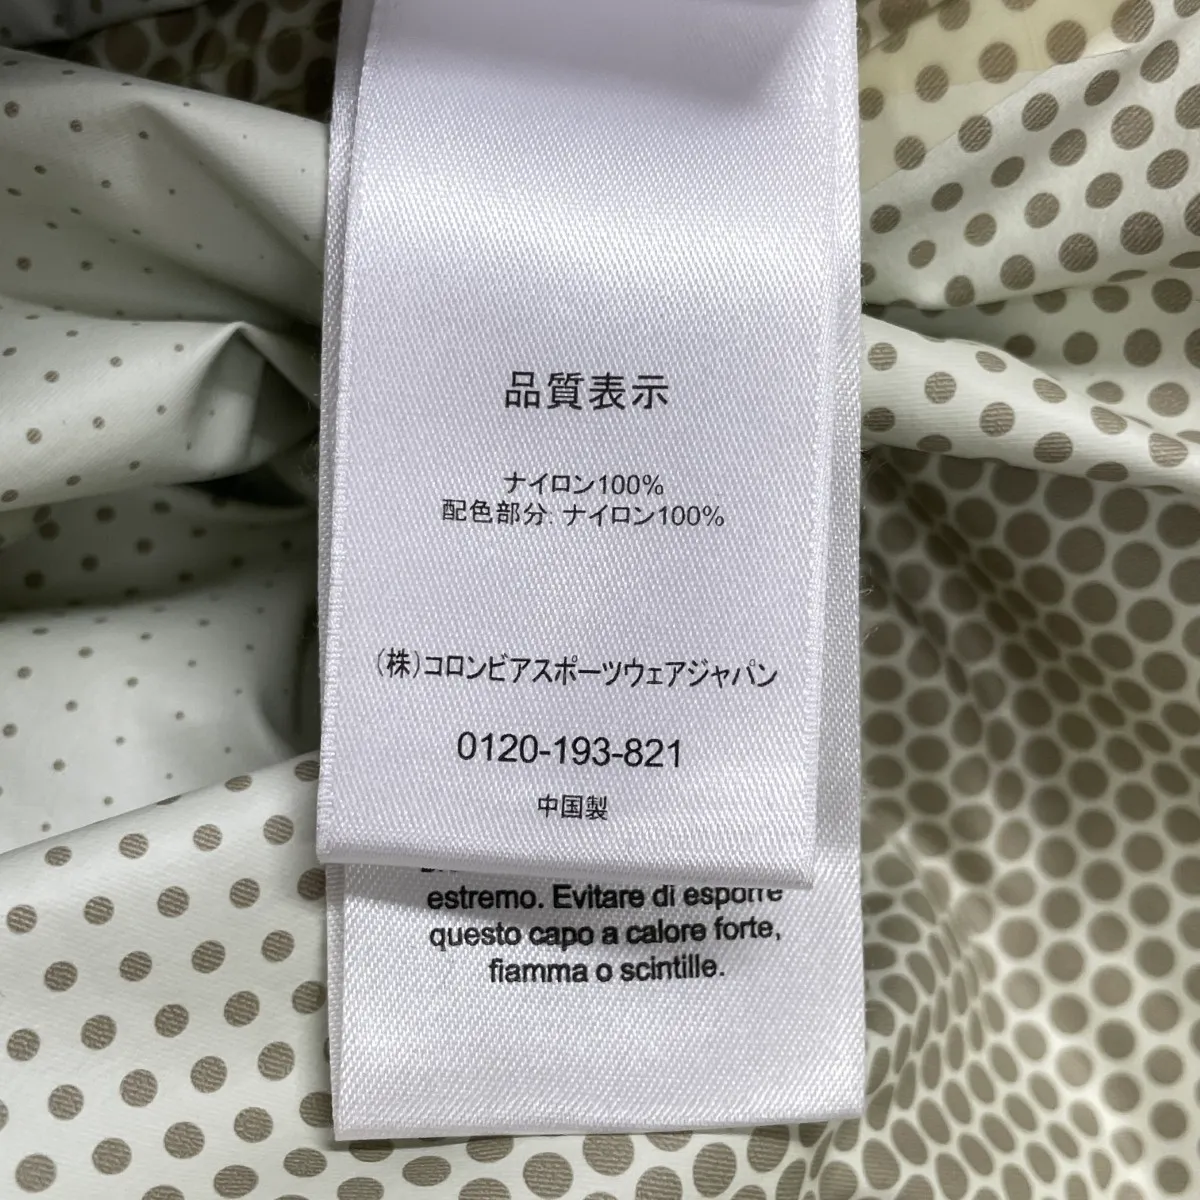 品質表示
ナイロン100%
配色部分: ナイロン100%
(株)コロンビアスポーツウェアジャパン
0120-193-821
中国製
estremo. Evitare di esporre
questo capo a calore forte,
fiamma o scintille.